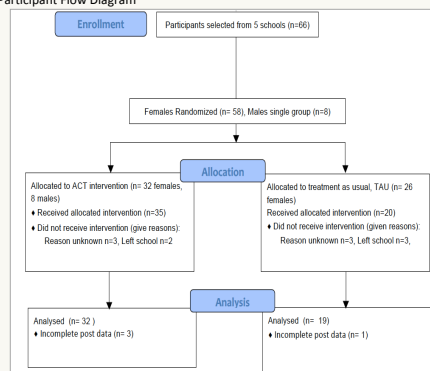 Participant Flow Diagram
Enrollment
Participants selected from 5 schools (n=66)
Females Randomized (n= 58), Males single group (n=8)
Allocation
Allocated to ACT intervention (n= 32 females,
8 males)
♦ Received allocated intervention (n=35)
♦ Did not receive intervention (give reasons):
Reason unknown n=3, Left school n=2
Allocated to treatment as usual, TAU (n= 26
females)
Received allocated intervention (n=20)
♦ Did not receive intervention (given reasons):
Reason unknown n=3, Left school n=3,
Analysis
Analysed (n= 32 )
♦ Incomplete post data (n= 3)
Analysed (n= 19)
♦ Incomplete post data (n= 1)